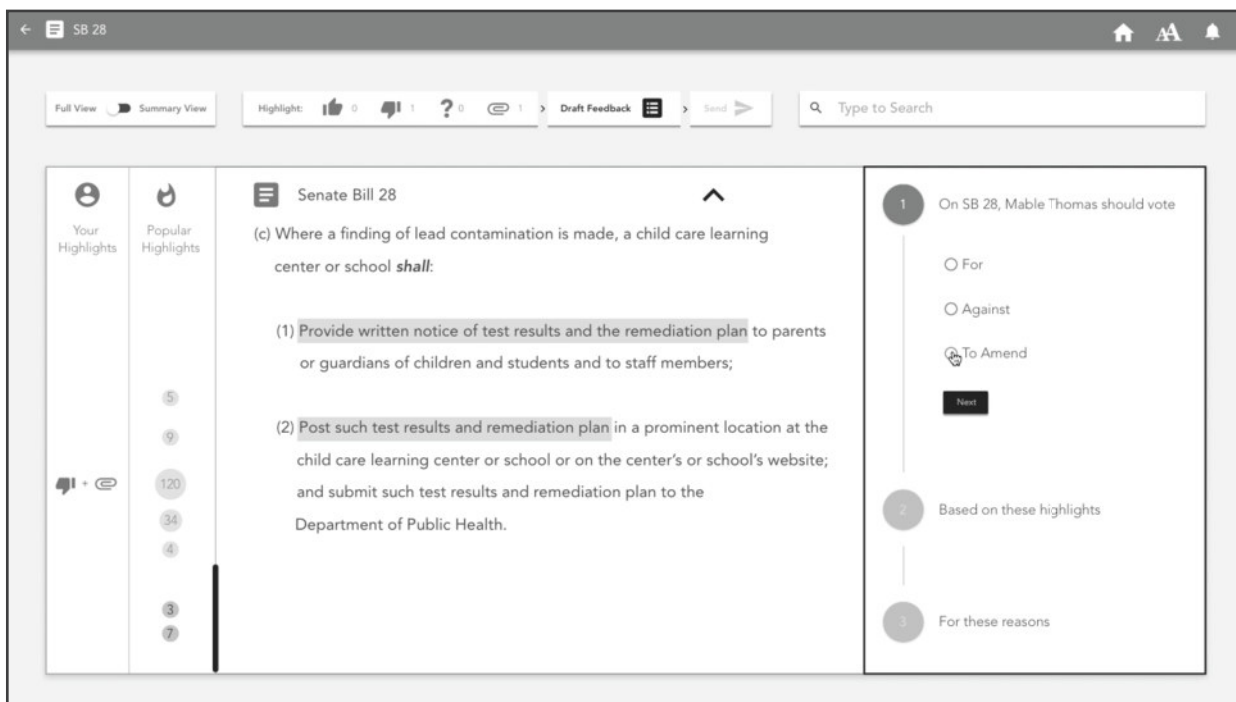 SB 28
Full View Summary View
Highlight: 0 1 ? 0 1 > Draft Feedback > Send
Type to Search
Your
Highlights
Popular
Highlights
5
9
120
34
4
3
7
Senate Bill 28
(c) Where a finding of lead contamination is made, a child care learning
center or school shall:
(1) Provide written notice of test results and the remediation plan to parents
or guardians of children and students and to staff members;
(2) Post such test results and remediation plan in a prominent location at the
child care learning center or school or on the center's or school's website;
and submit such test results and remediation plan to the
Department of Public Health.
1 On SB 28, Mable Thomas should vote
For
Against
To Amend
Next
2 Based on these highlights
3 For these reasons